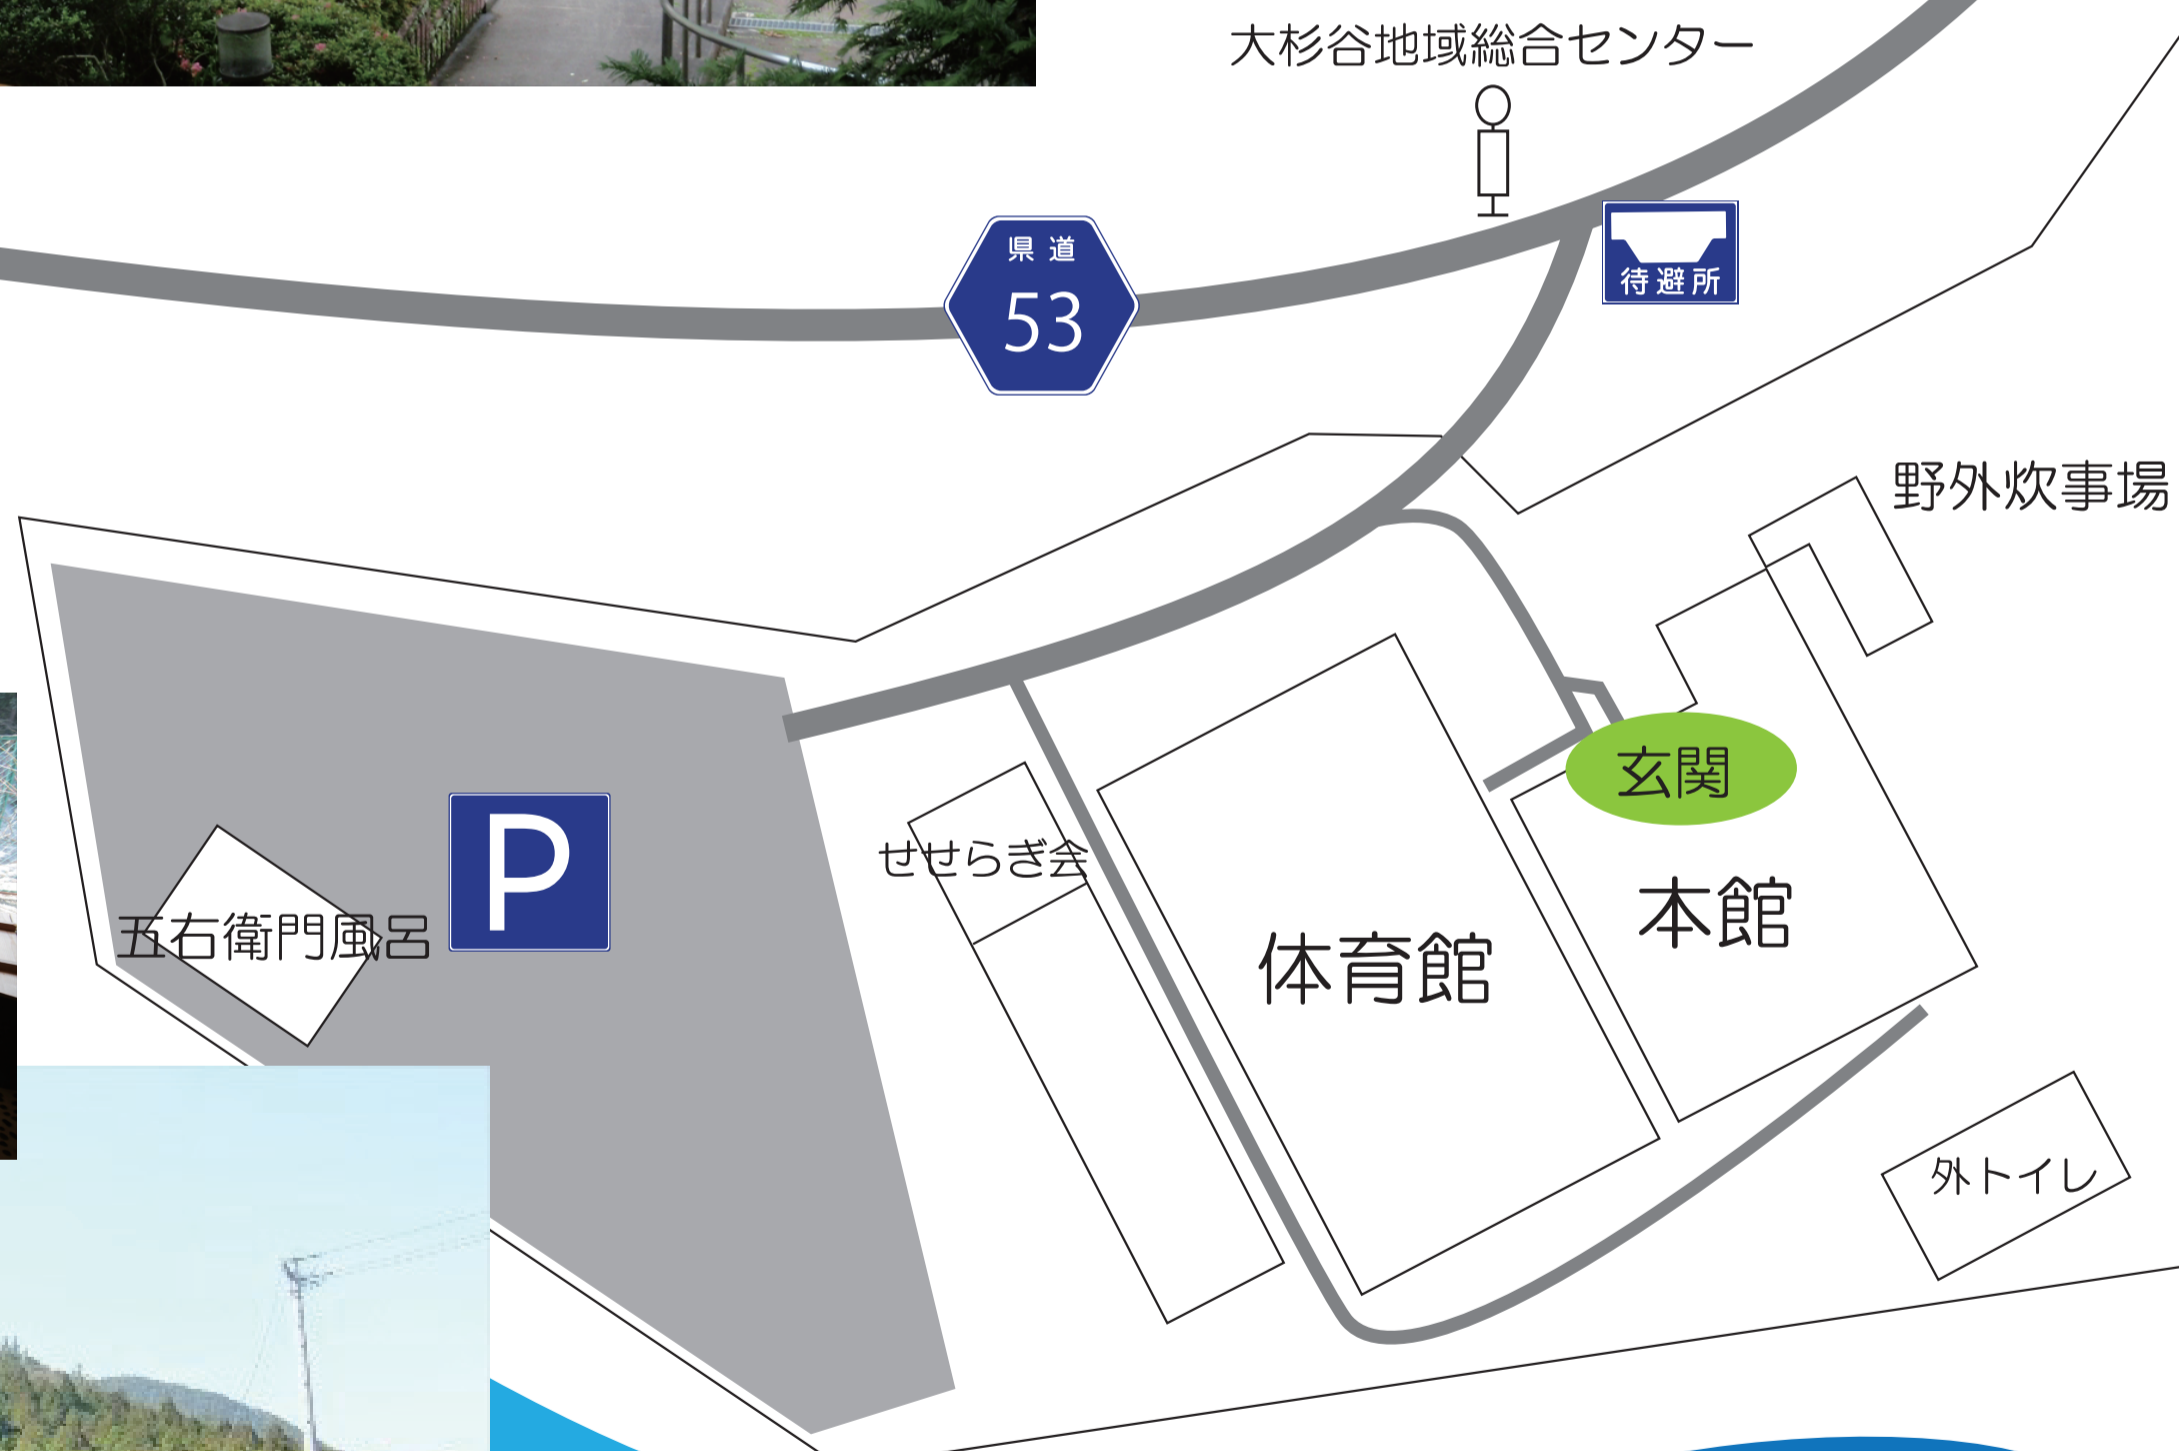 大杉谷地域総合センター
県道
53
待避所
野外炊事場
玄関
P
せせらぎ会
本館
五右衛門風呂
体育館
外トイレ